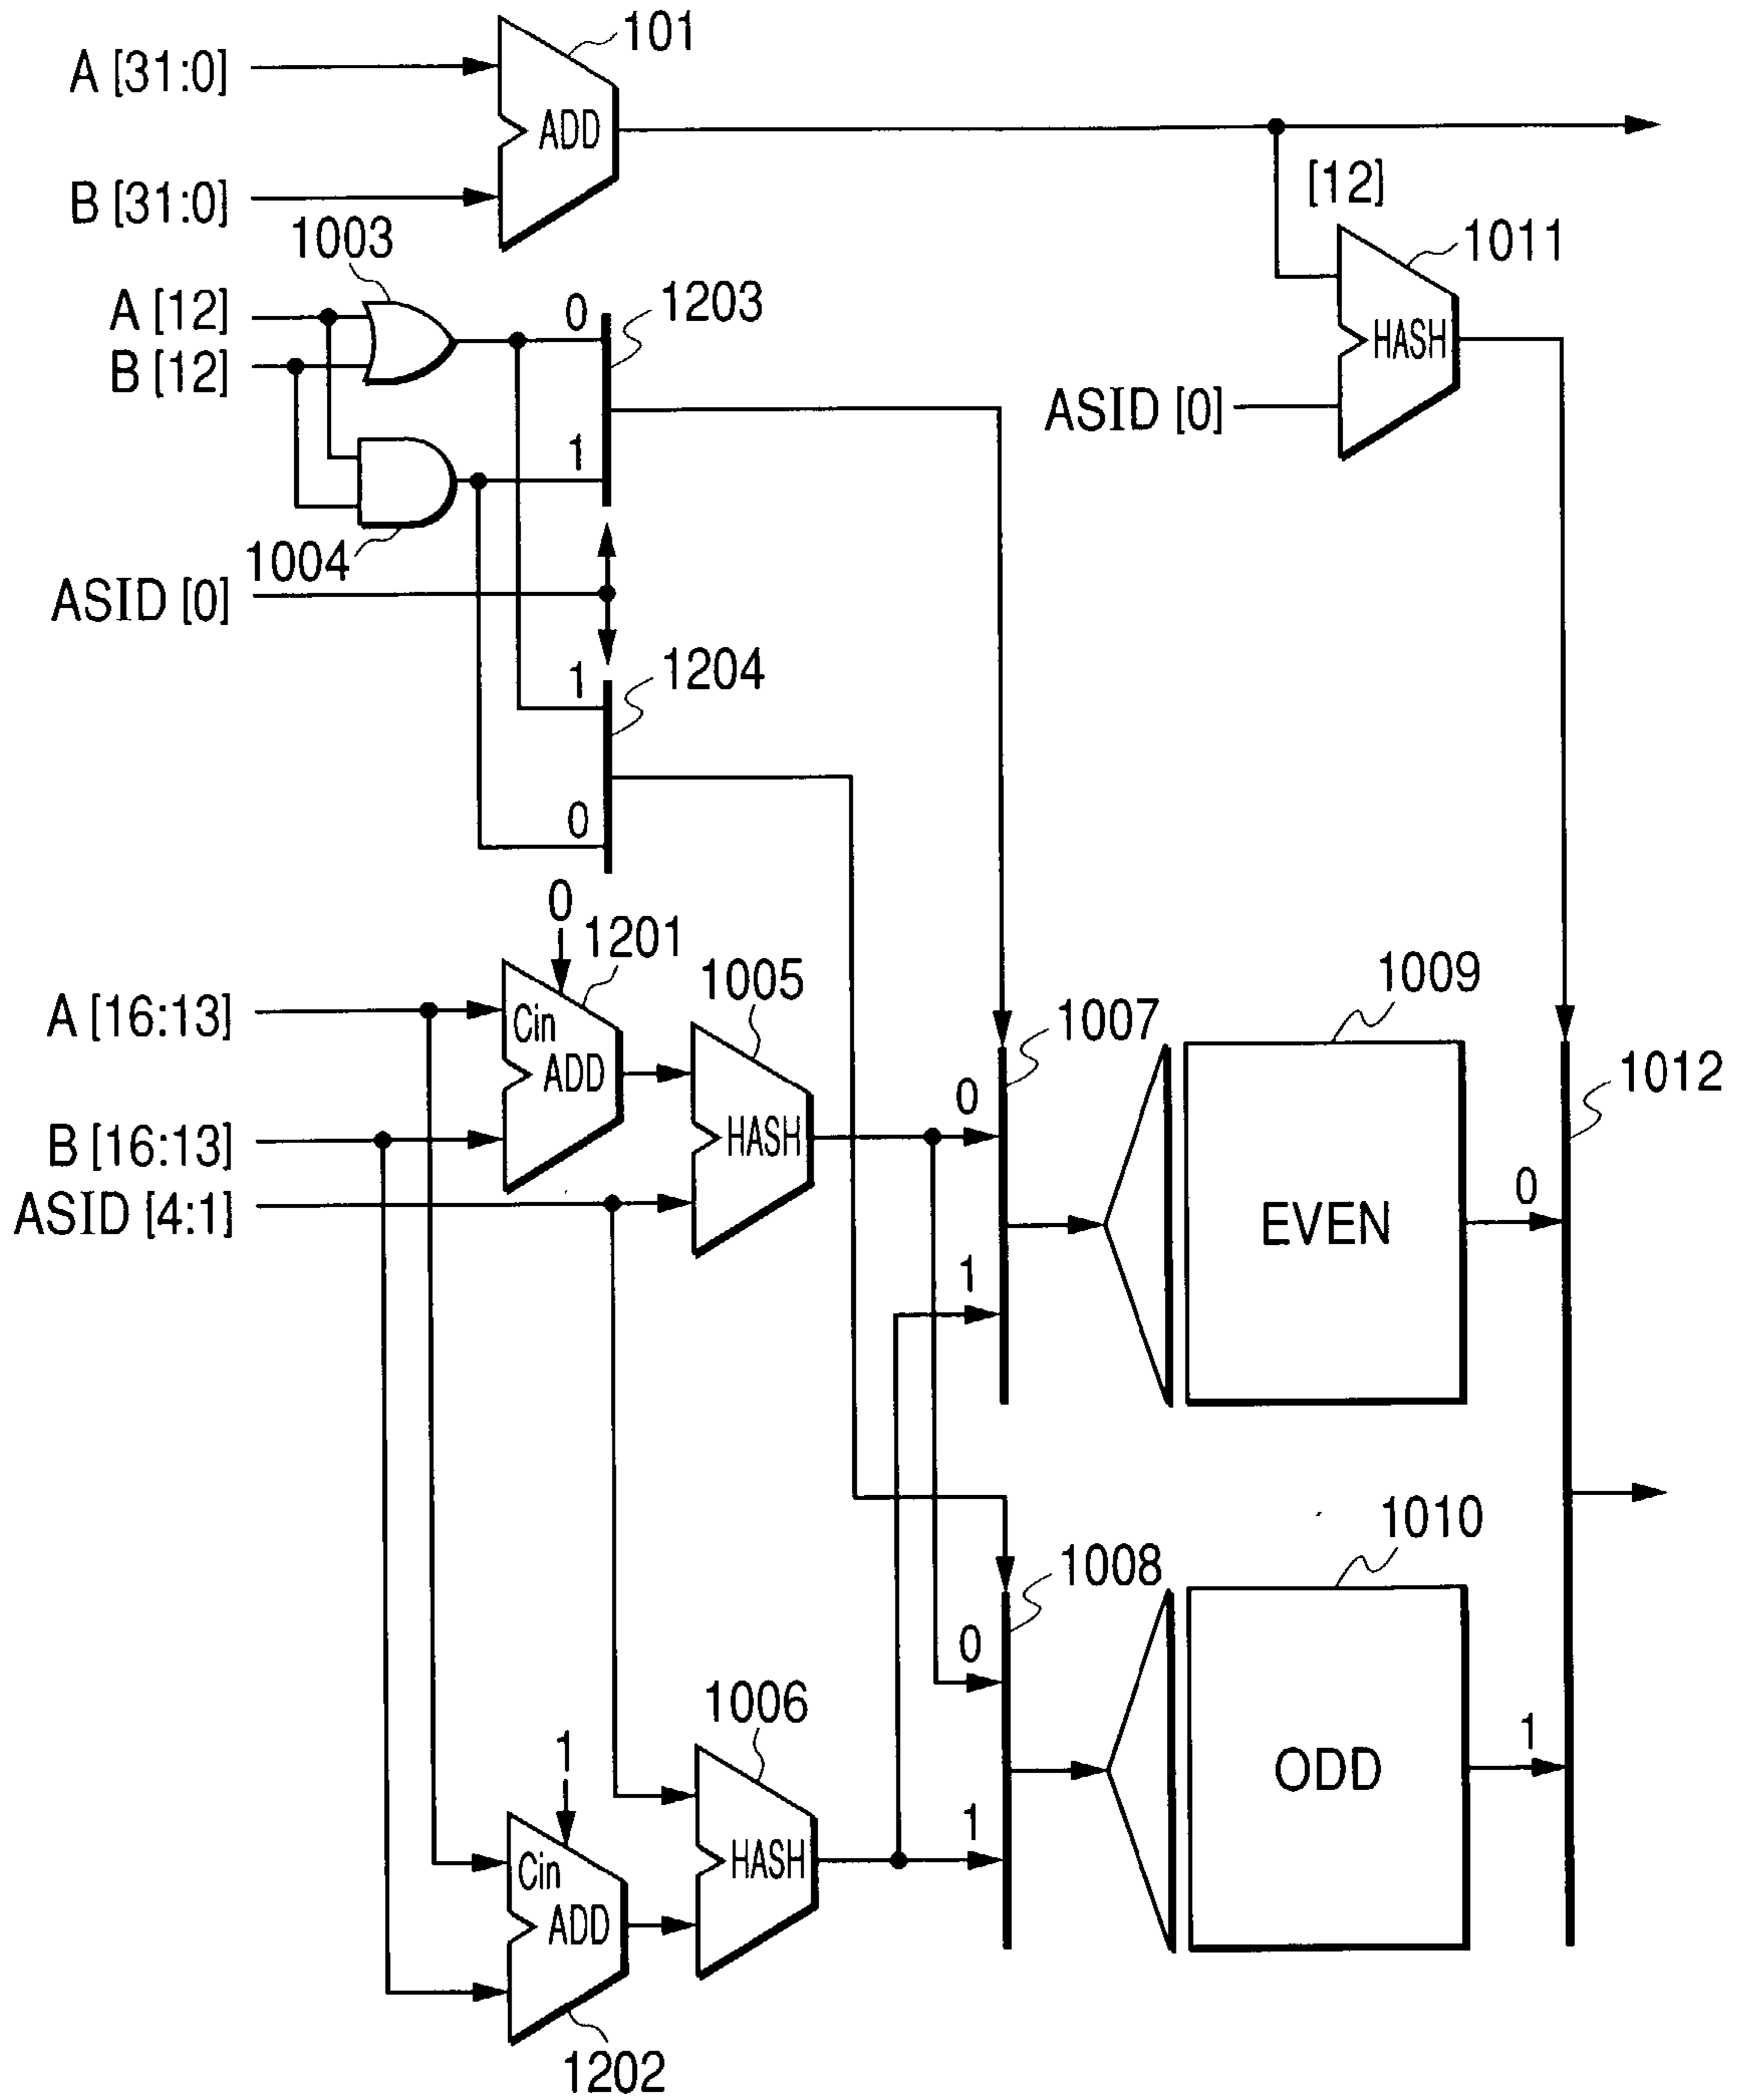 101
A [31:0]
ADD
B [31:0]
[12]
1003
1011
A [12]
0
1203
HASH
B [12]
ASID [0]
1
1004
ASID [0]
1
1204
0
0
1201
1005
1009
A [16:13]
Cin
1007
ADD
1012
0
B [16:13]
HASH
0
ASID [4:1]
EVEN
1
1010
1008
0
1006
1
1
ODD
1
HASH
Cin
ADD
1202